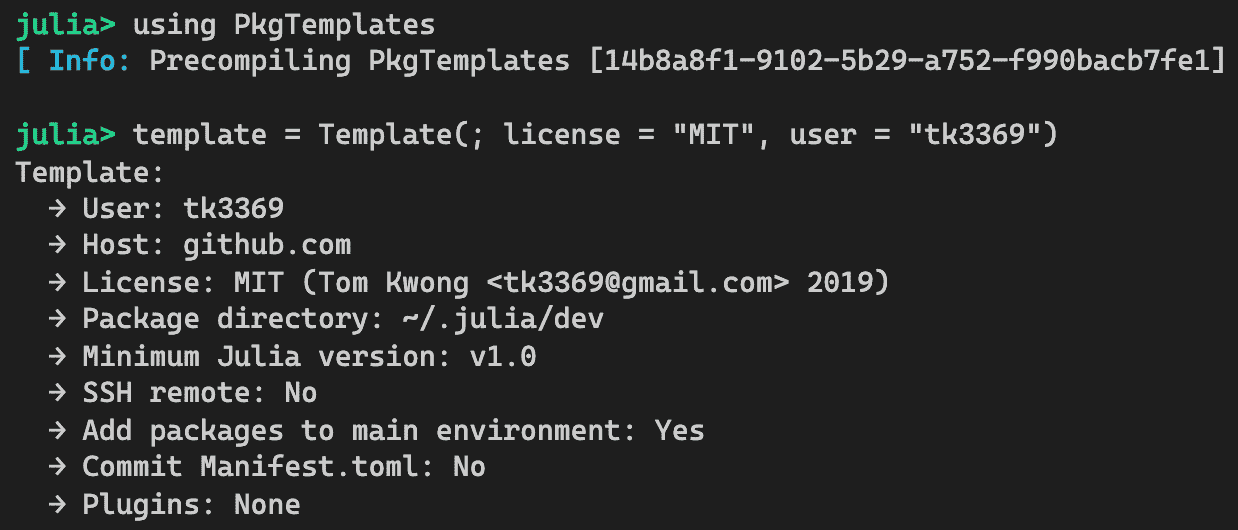 julia> using PkgTemplates
[ Info: Precompiling PkgTemplates [14b8a8f1-9102-5b29-a752-f990bacb7fe1]
julia> template = Template(; license = "MIT", user = "tk3369")
Template:
  → User: tk3369
  → Host: github.com
  → License: MIT (Tom Kwong <tk3369@gmail.com> 2019)
  → Package directory: ~/.julia/dev
  → Minimum Julia version: v1.0
  → SSH remote: No
  → Add packages to main environment: Yes
  → Commit Manifest.toml: No
  → Plugins: None